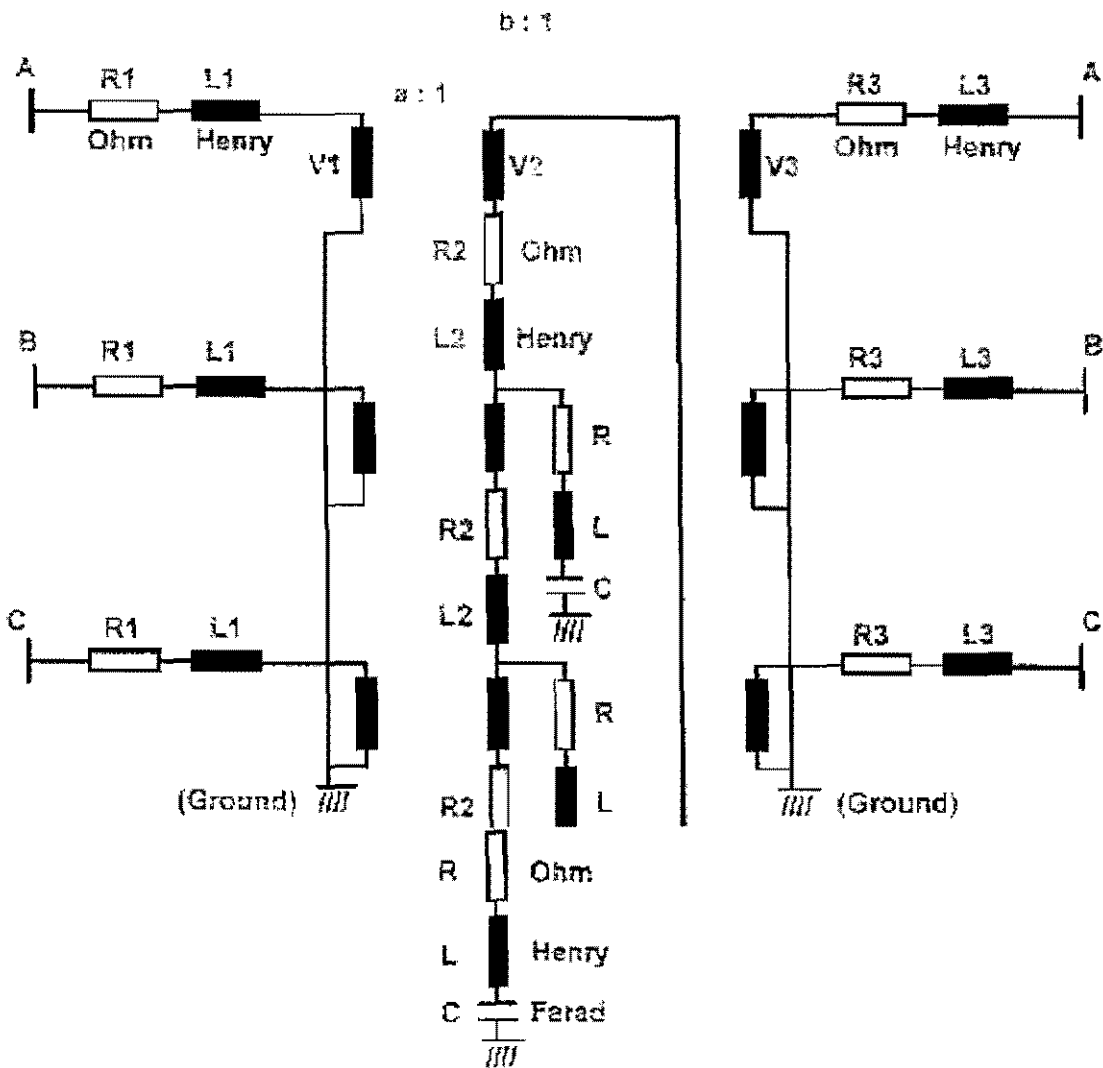 b : 1
A R1 L1 a : 1 R3 L3 A
Ohm Henry V1 V2 V3 Ohm Henry
R2 Ohm
B R1 L1 L2 Henry R3 L3 B
R
R2 L
C
C R1 L1 L2 R3 L3 C
R
(Ground) R2 L (Ground)
R Ohm
L Henry
C Farad